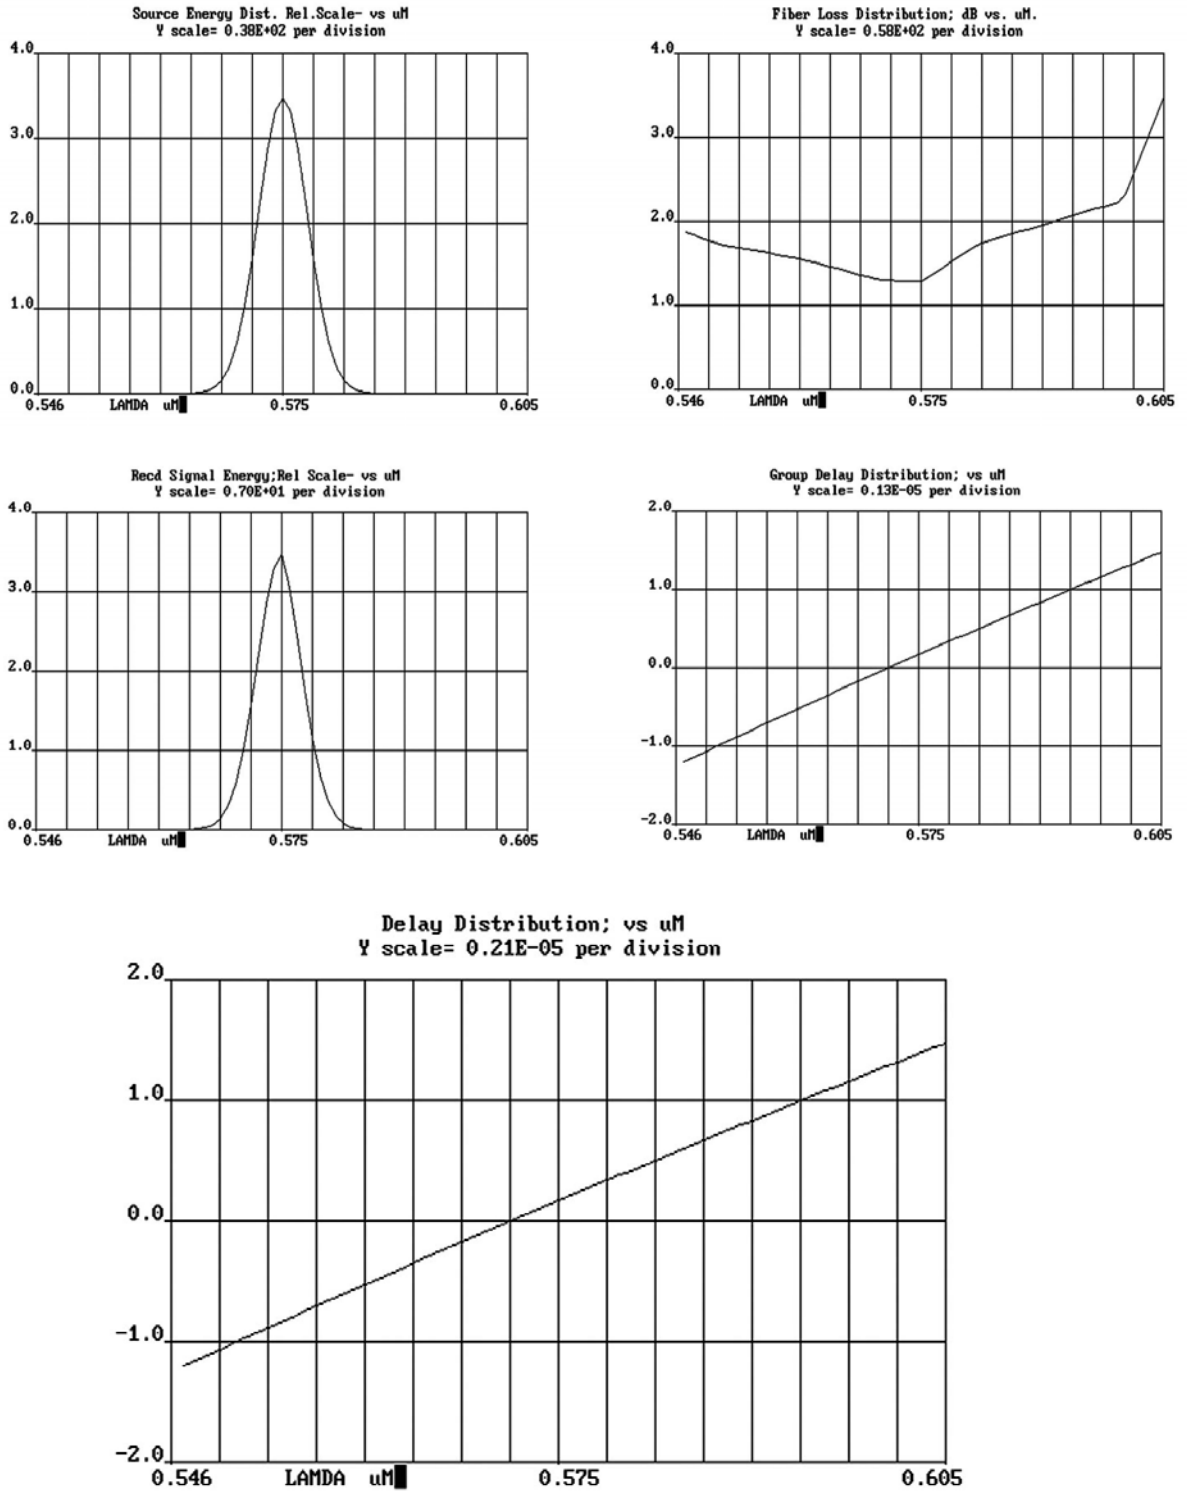 Source Energy Dist. Rel.Scale- vs uM
Y scale= 0.38E+02 per division
4.0
3.0
2.0
1.0
0.0
0.546 LAMDA uM 0.575 0.605
Fiber Loss Distribution; dB vs. uM.
Y scale= 0.58E+02 per division
4.0
3.0
2.0
1.0
0.0
0.546 LAMDA uM 0.575 0.605
Recd Signal Energy;Rel Scale- vs uM
Y scale= 0.70E+01 per division
4.0
3.0
2.0
1.0
0.0
0.546 LAMDA uM 0.575 0.605
Group Delay Distribution; vs uM
Y scale= 0.13E-05 per division
2.0
1.0
0.0
-1.0
-2.0
0.546 LAMDA uM 0.575 0.605
Delay Distribution; vs uM
Y scale= 0.21E-05 per division
2.0
1.0
0.0
-1.0
-2.0
0.546 LAMDA uM 0.575 0.605